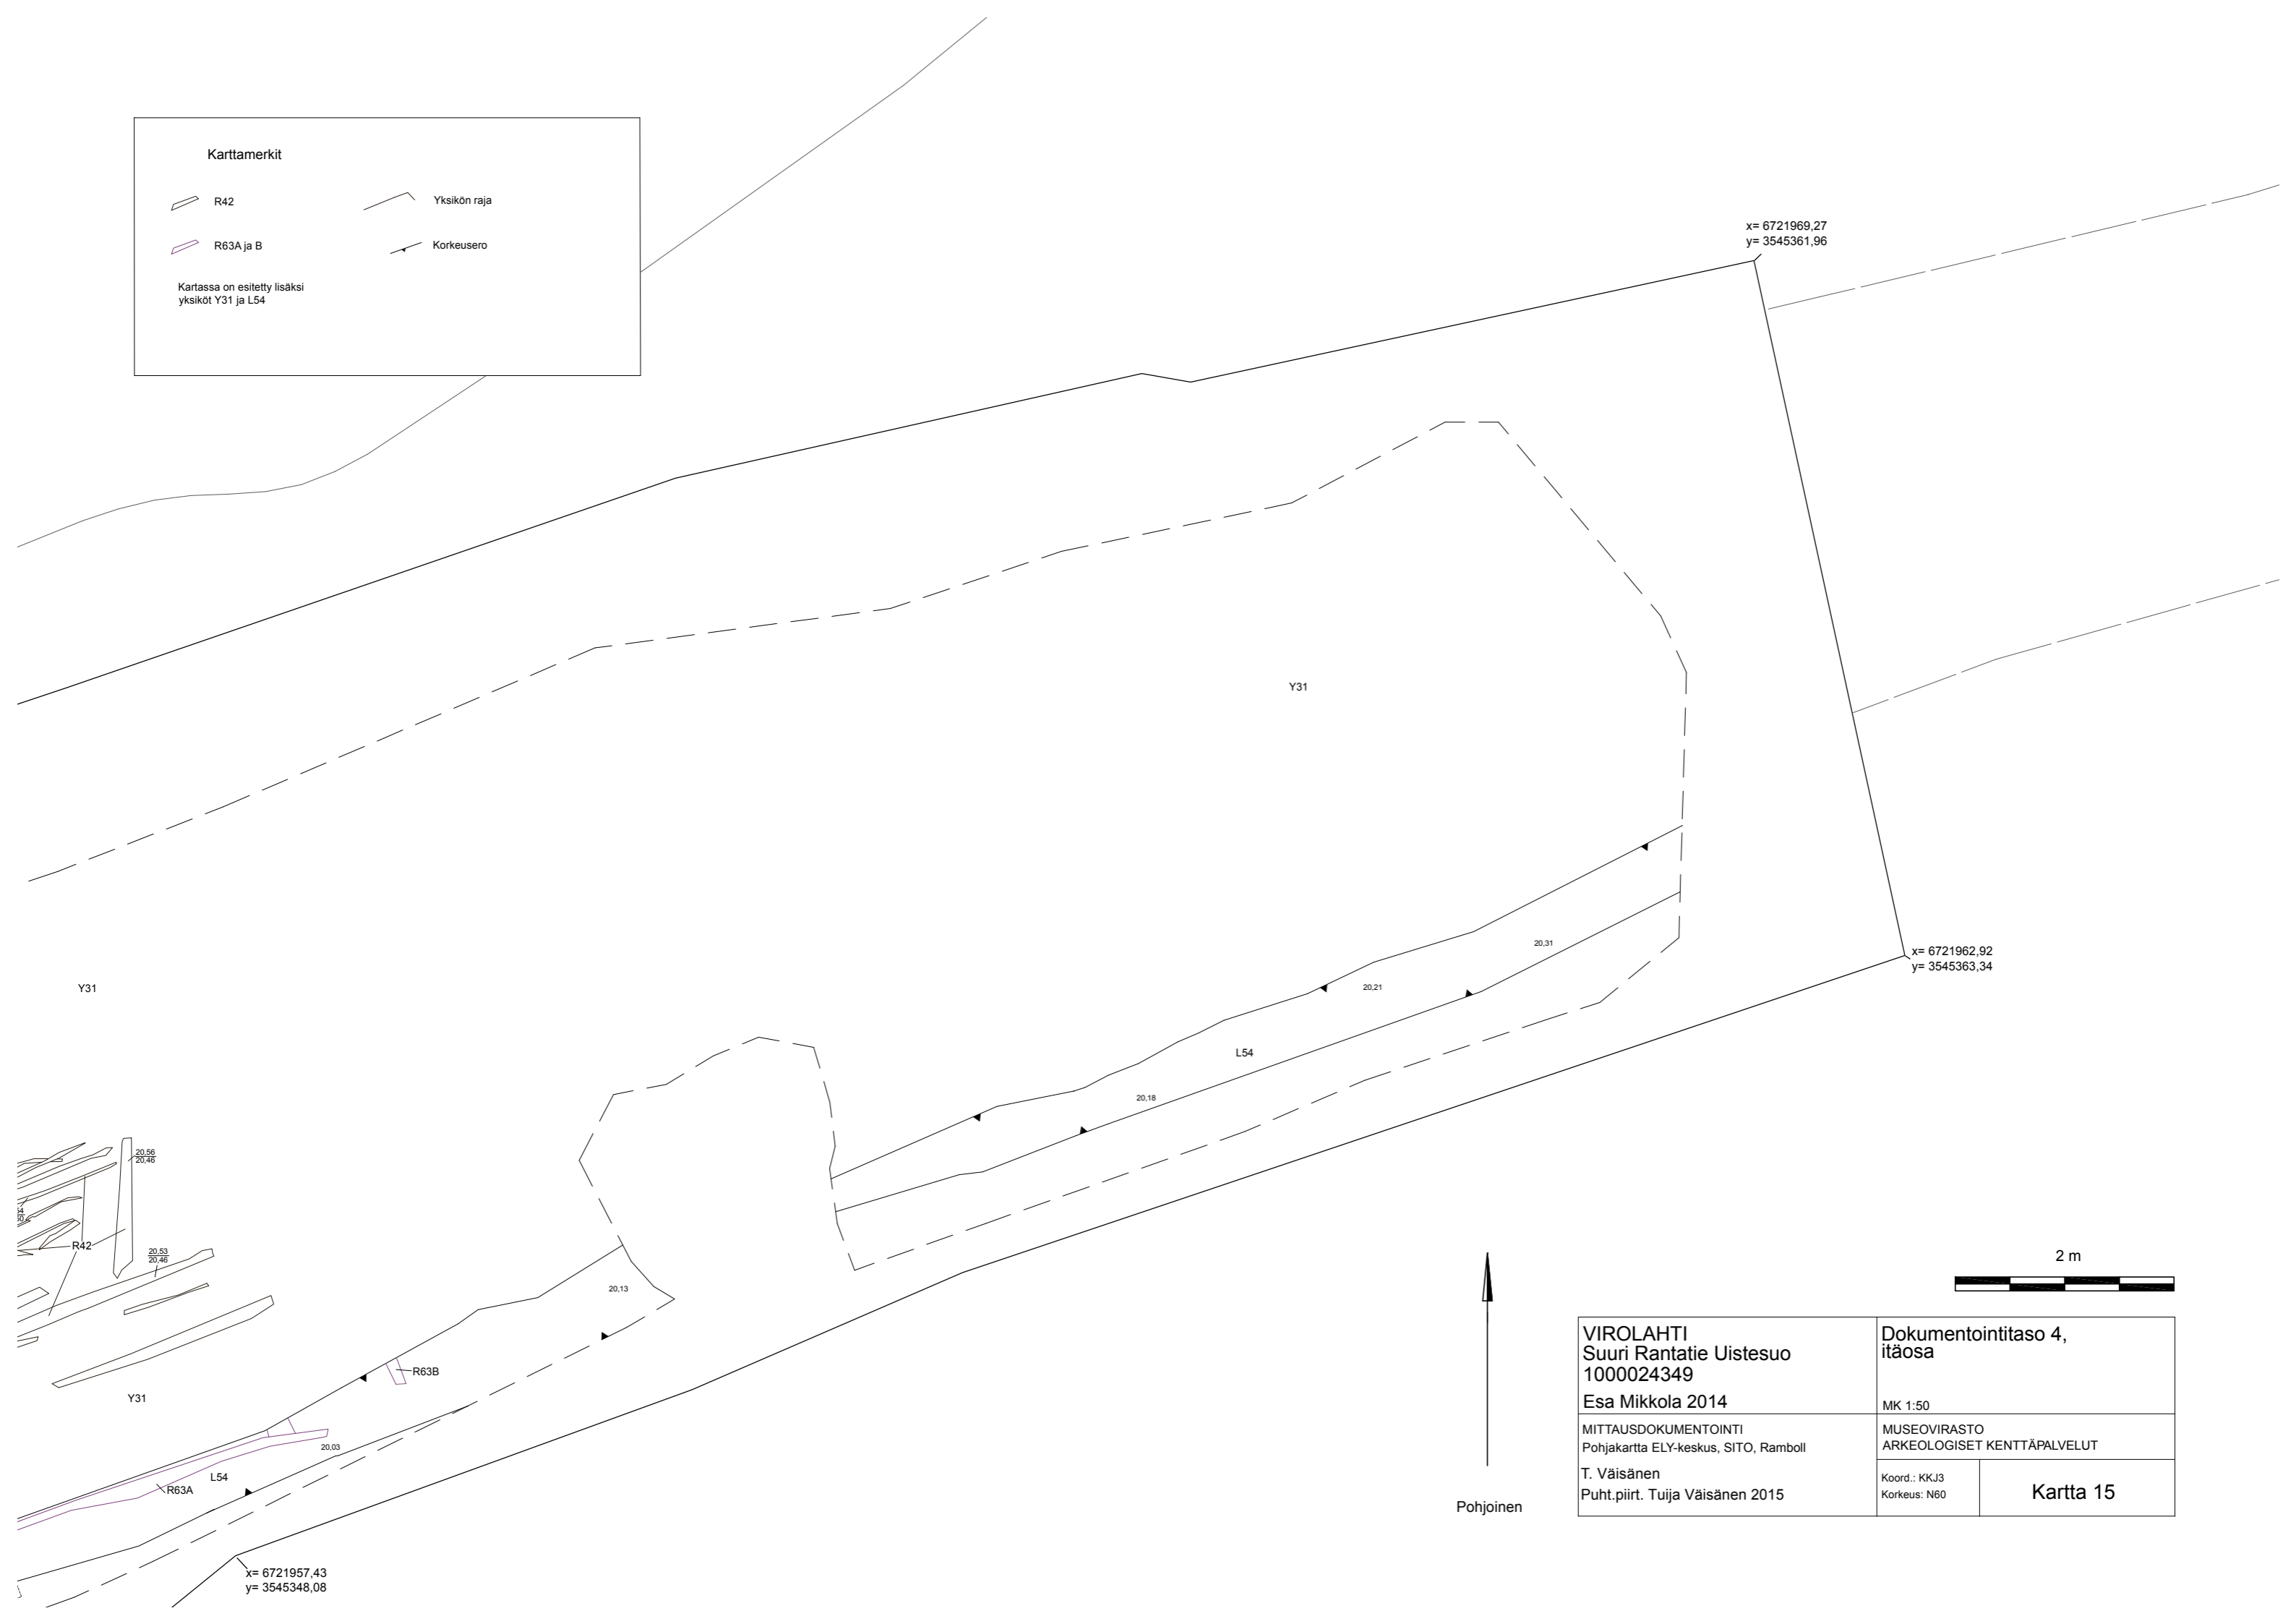 Karttamerkit
R42
Yksikön raja
R63A ja B
Korkeusero
Kartassa on esitetty lisäksi
yksiköt Y31 ja L54
x= 6721969,27
y= 3545361,96
Y31
20,31
x= 6721962,92
y= 3545363,34
20,21
Y31
L54
20,18
20,56
20,46
R42
20,53
20,46
20,13
R63B
Y31
20,03
L54
R63A
x= 6721957,43
y= 3545348,08
Pohjoinen
2 m
VIROLAHTI
Suuri Rantatie Uistesuo
1000024349
Esa Mikkola 2014
Dokumentointitaso 4,
itäosa
MK 1:50
MITTAUSDOKUMENTOINTI
Pohjakartta ELY-keskus, SITO, Ramboll
T. Väisänen
Puht.piirt. Tuija Väisänen 2015
MUSEOVIRASTO
ARKEOLOGISET KENTTÄPALVELUT
Koord.: KKJ3
Korkeus: N60
Kartta 15